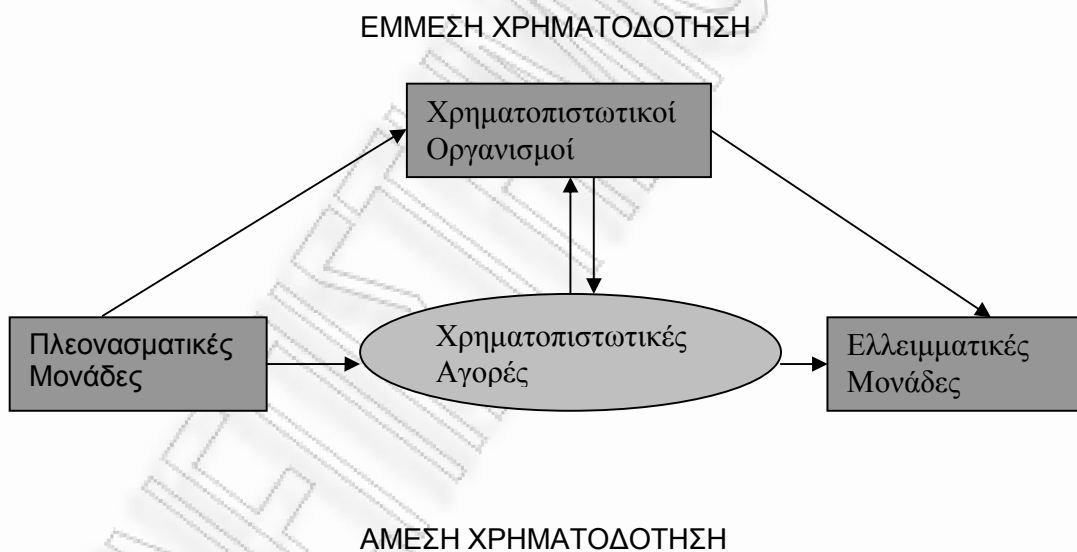 ΕΜΜΕΣΗ ΧΡΗΜΑΤΟΔΟΤΗΣΗ
Χρηματοπιστωτικοί
Οργανισμοί
Πλεονασματικές
Μονάδες
Χρηματοπιστωτικές
Αγορές
Ελλειμματικές
Μονάδες
ΑΜΕΣΗ ΧΡΗΜΑΤΟΔΟΤΗΣΗ